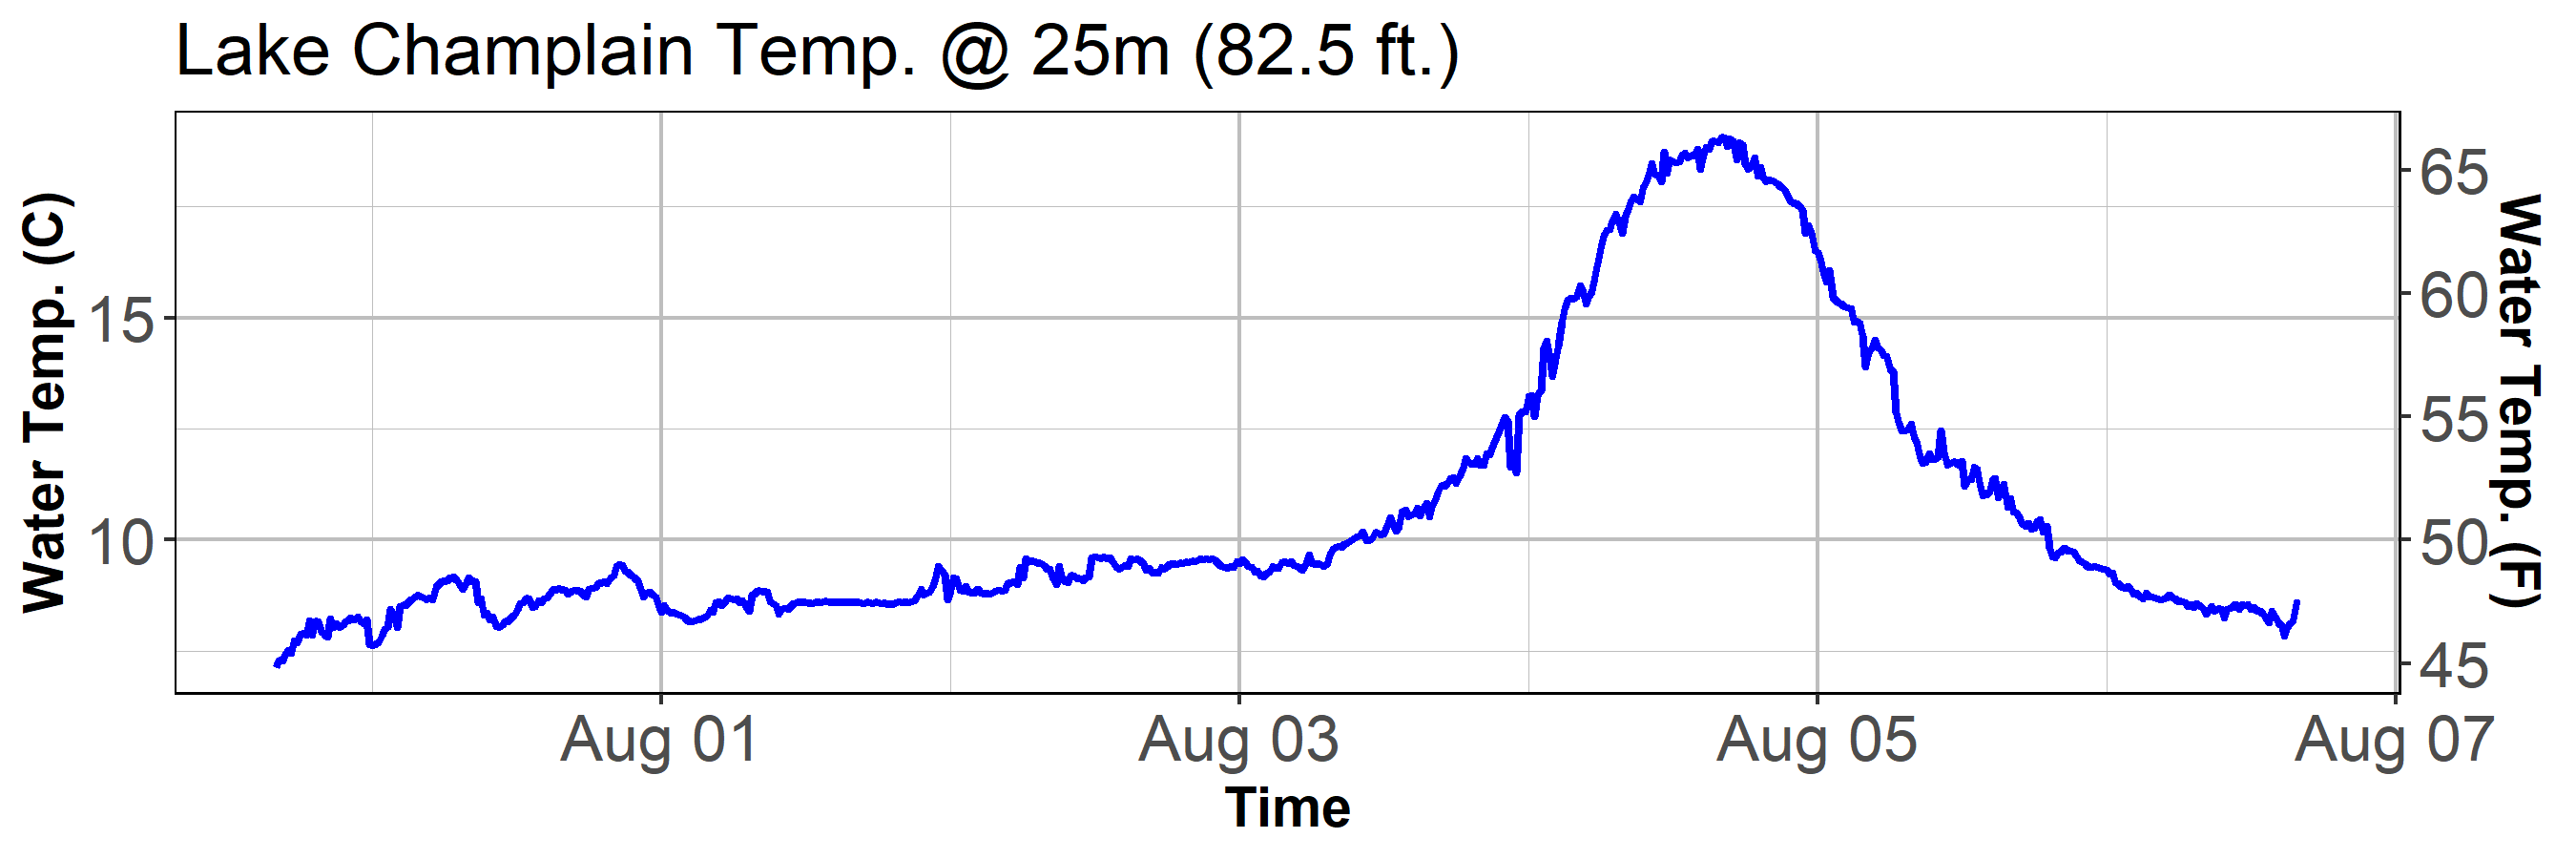 Lake Champlain Temp. @ 25m (82.5 ft.)
Water Temp. (C)
15
10
65
60
55
50
45
Water Temp. (F)
Aug 01
Aug 03
Aug 05
Aug 07
Time